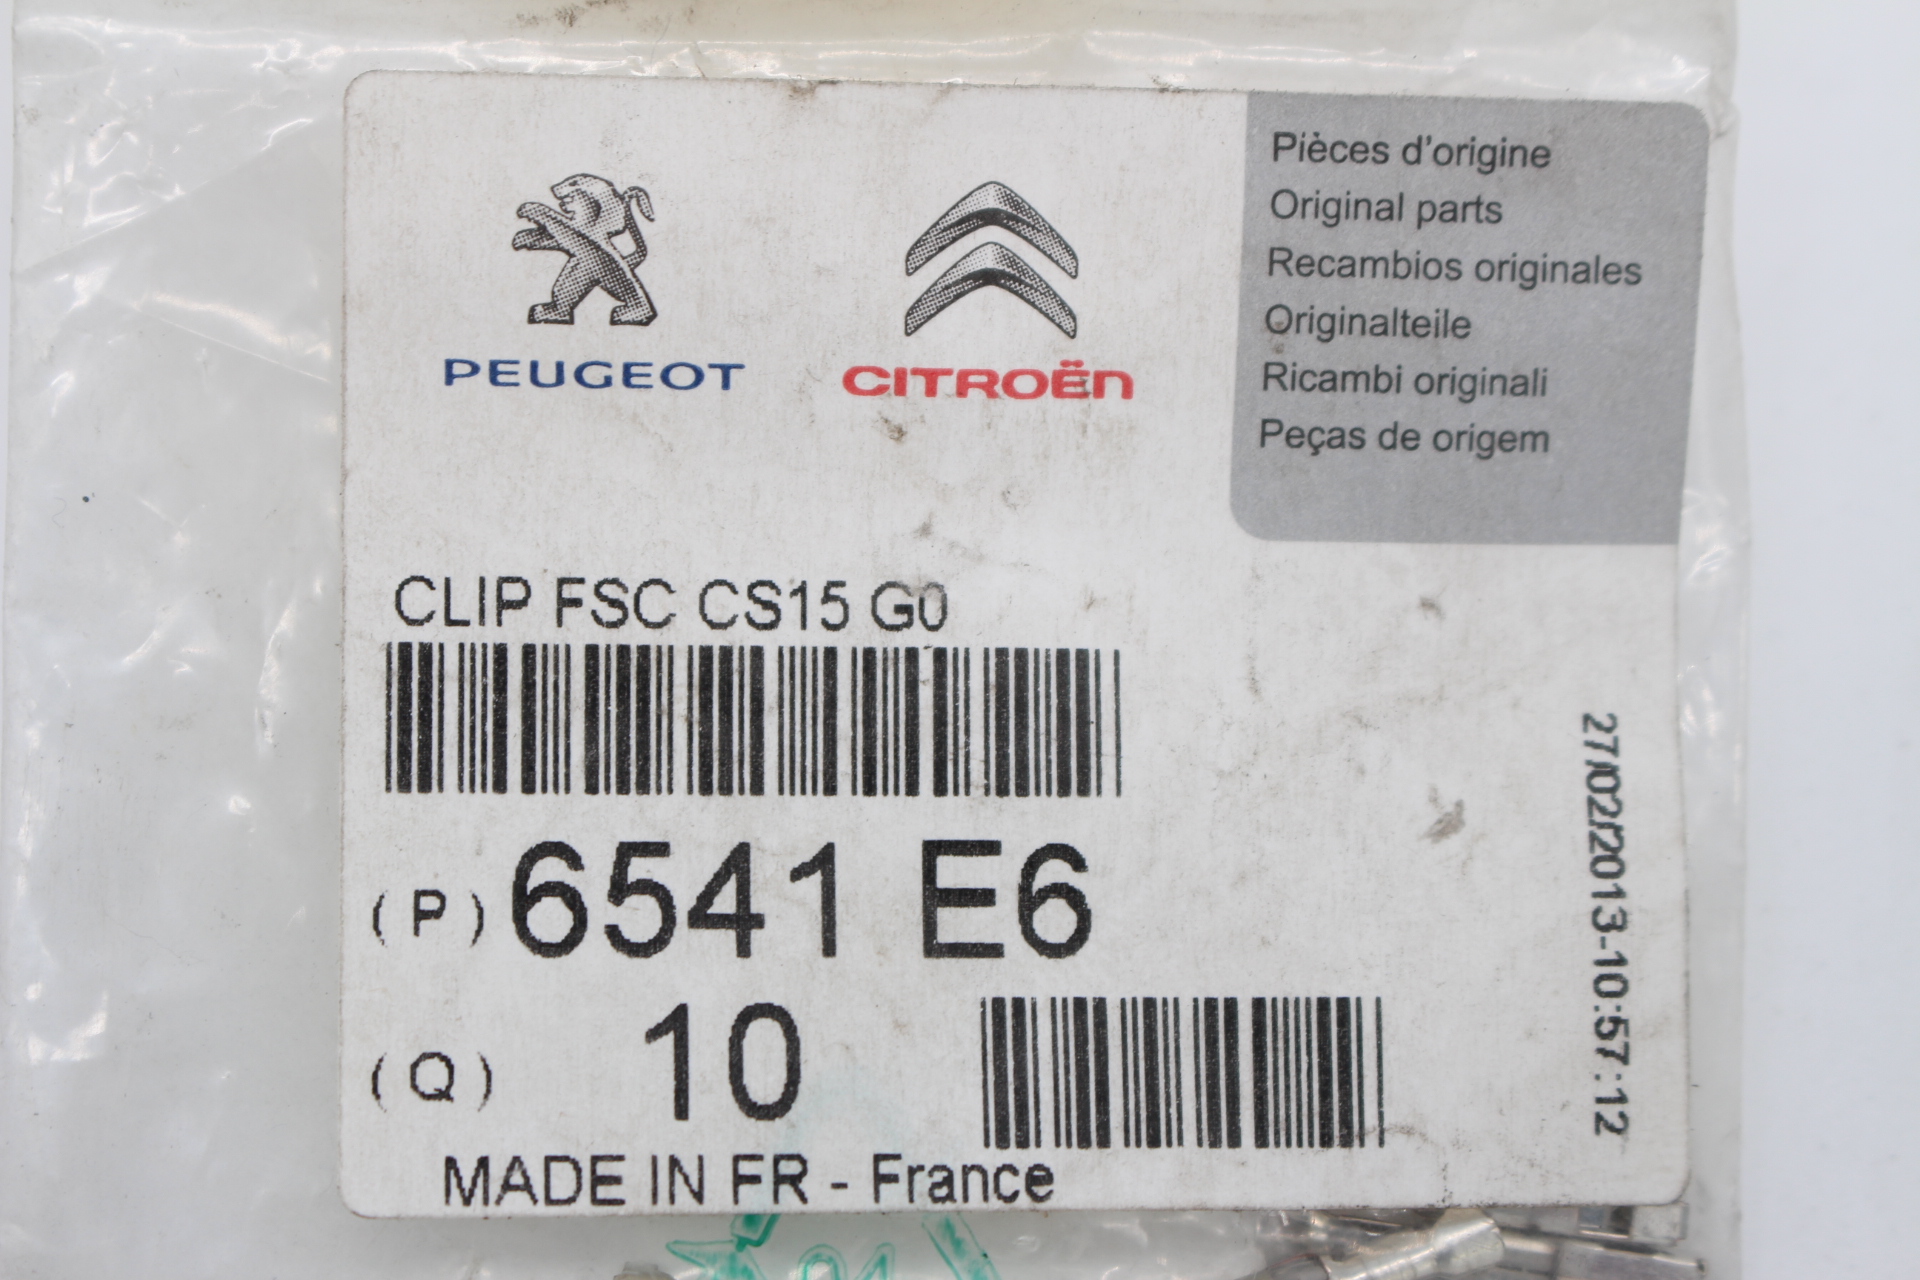 PEUGEOT
CITROËN
Pièces d'origine
Original parts
Recambios originales
Originalteile
Ricambi originali
Peças de origem
CLIP FSC CS15 G0
(P) 6541 E6
(Q) 10
MADE IN FR - France
27/02/2013-10:57:12